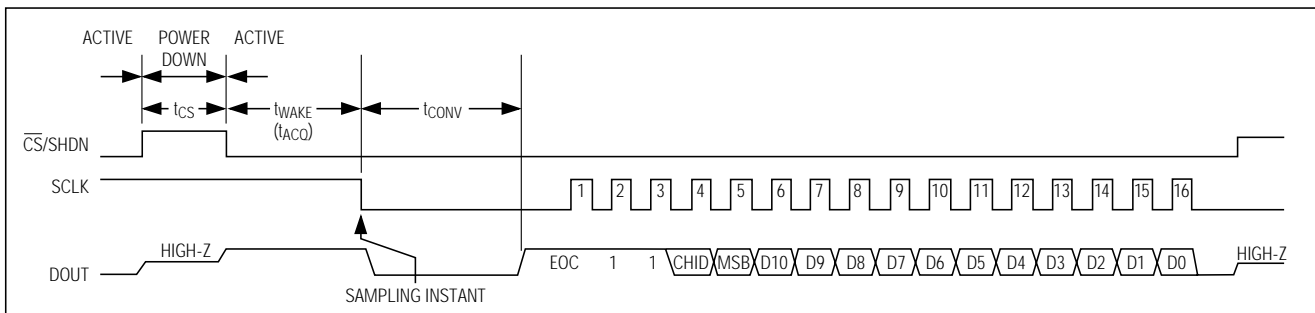 ACTIVE POWER DOWN ACTIVE
tCS tWAKE (tACQ) tCONV
CS/SHDN
SCLK 1 2 3 4 5 6 7 8 9 10 11 12 13 14 15 16
DOUT HIGH-Z EOC 1 1 CHID MSB D10 D9 D8 D7 D6 D5 D4 D3 D2 D1 D0 HIGH-Z
SAMPLING INSTANT